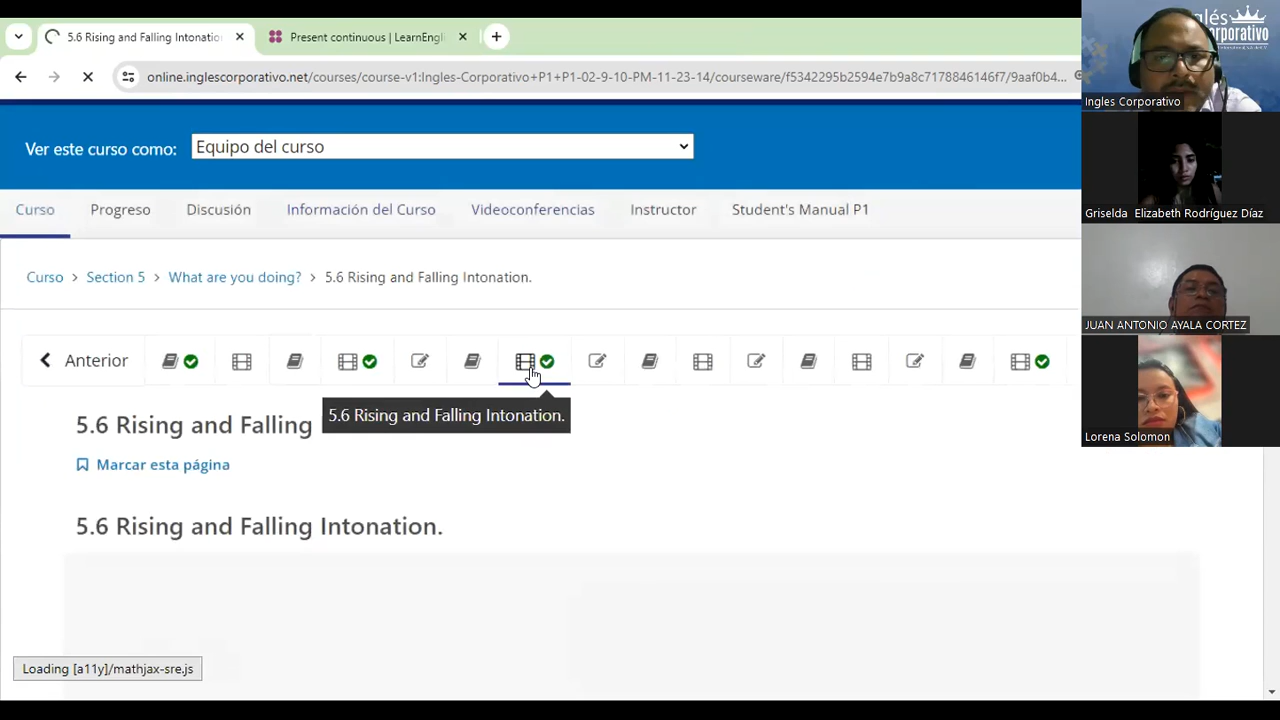 5.6 Rising and Falling Intonation
Present continuous | LearnEngli
online.inglescorporativo.net/courses/course-v1:Ingles-Corporativo+P1+P1-02-9-10-PM-11-23-14/courseware/f5342295b2594e7b9a8c7178846146f7/9aaf0b4...
Ver este curso como:
Equipo del curso
Curso
Progreso
Discusión
Información del Curso
Videoconferencias
Instructor
Student's Manual P1
Curso > Section 5 > What are you doing? > 5.6 Rising and Falling Intonation.
Anterior
5.6 Rising and Falling
5.6 Rising and Falling Intonation.
Marcar esta página
5.6 Rising and Falling Intonation.
Loading [a11y]/mathjax-sre.js
Ingles Corporativo
Griselda Elizabeth Rodríguez Díaz
JUAN ANTONIO AYALA CORTEZ
Lorena Solomon